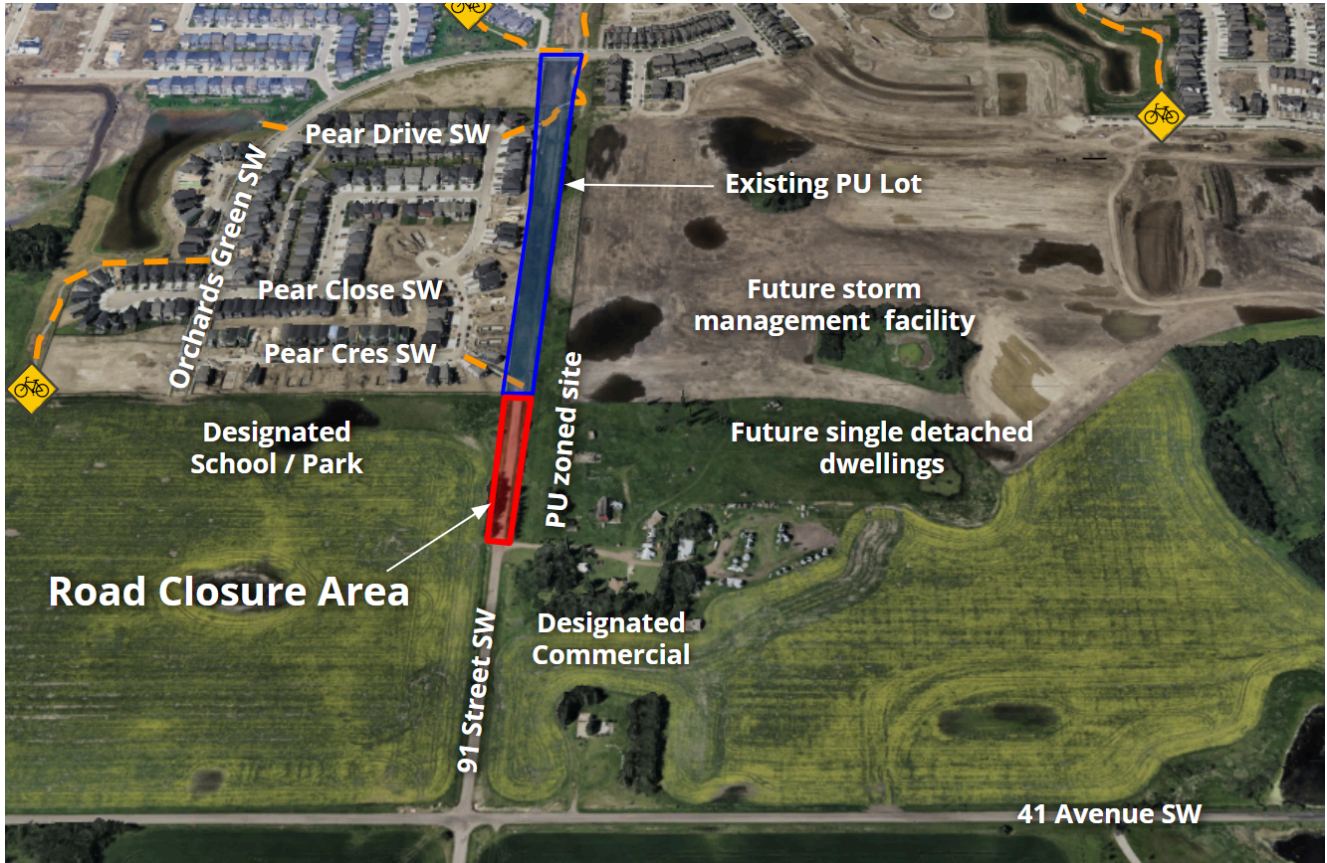 Pear Drive SW
Existing PU Lot
Orchards Green SW
Pear Close SW
Future storm
management facility
Pear Cres SW
PU zoned site
Designated
School / Park
Future single detached
dwellings
Road Closure Area
Designated
Commercial
91 Street SW
41 Avenue SW